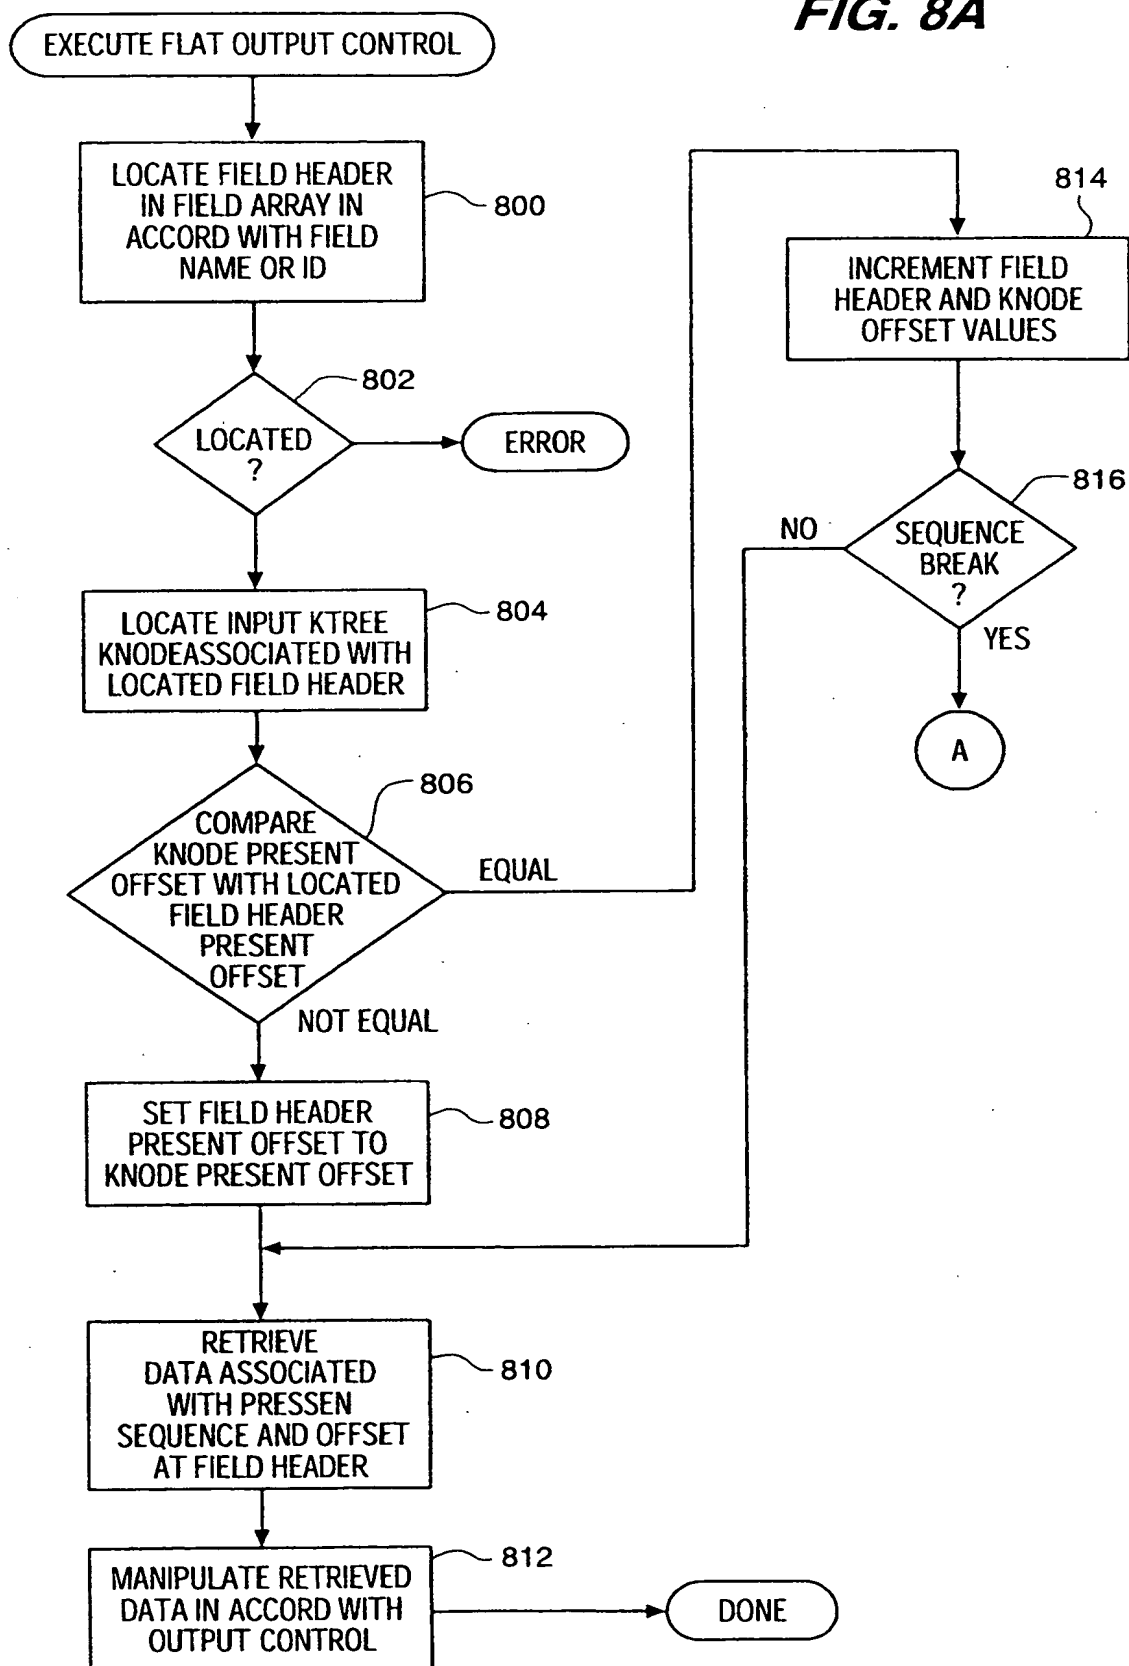 FIG. 8A
EXECUTE FLAT OUTPUT CONTROL
LOCATE FIELD HEADER
IN FIELD ARRAY IN
ACCORD WITH FIELD
NAME OR ID
800
LOCATED
?
802
ERROR
LOCATE INPUT KTREE
KNODEASSOCIATED WITH
LOCATED FIELD HEADER
804
COMPARE
KNODE PRESENT
OFFSET WITH LOCATED
FIELD HEADER
PRESENT
OFFSET
806
EQUAL
NOT EQUAL
SET FIELD HEADER
PRESENT OFFSET TO
KNODE PRESENT OFFSET
808
RETRIEVE
DATA ASSOCIATED
WITH PRESSEN
SEQUENCE AND OFFSET
AT FIELD HEADER
810
MANIPULATE RETRIEVED
DATA IN ACCORD WITH
OUTPUT CONTROL
812
DONE
814
INCREMENT FIELD
HEADER AND KNODE
OFFSET VALUES
816
SEQUENCE
BREAK
?
NO
YES
A